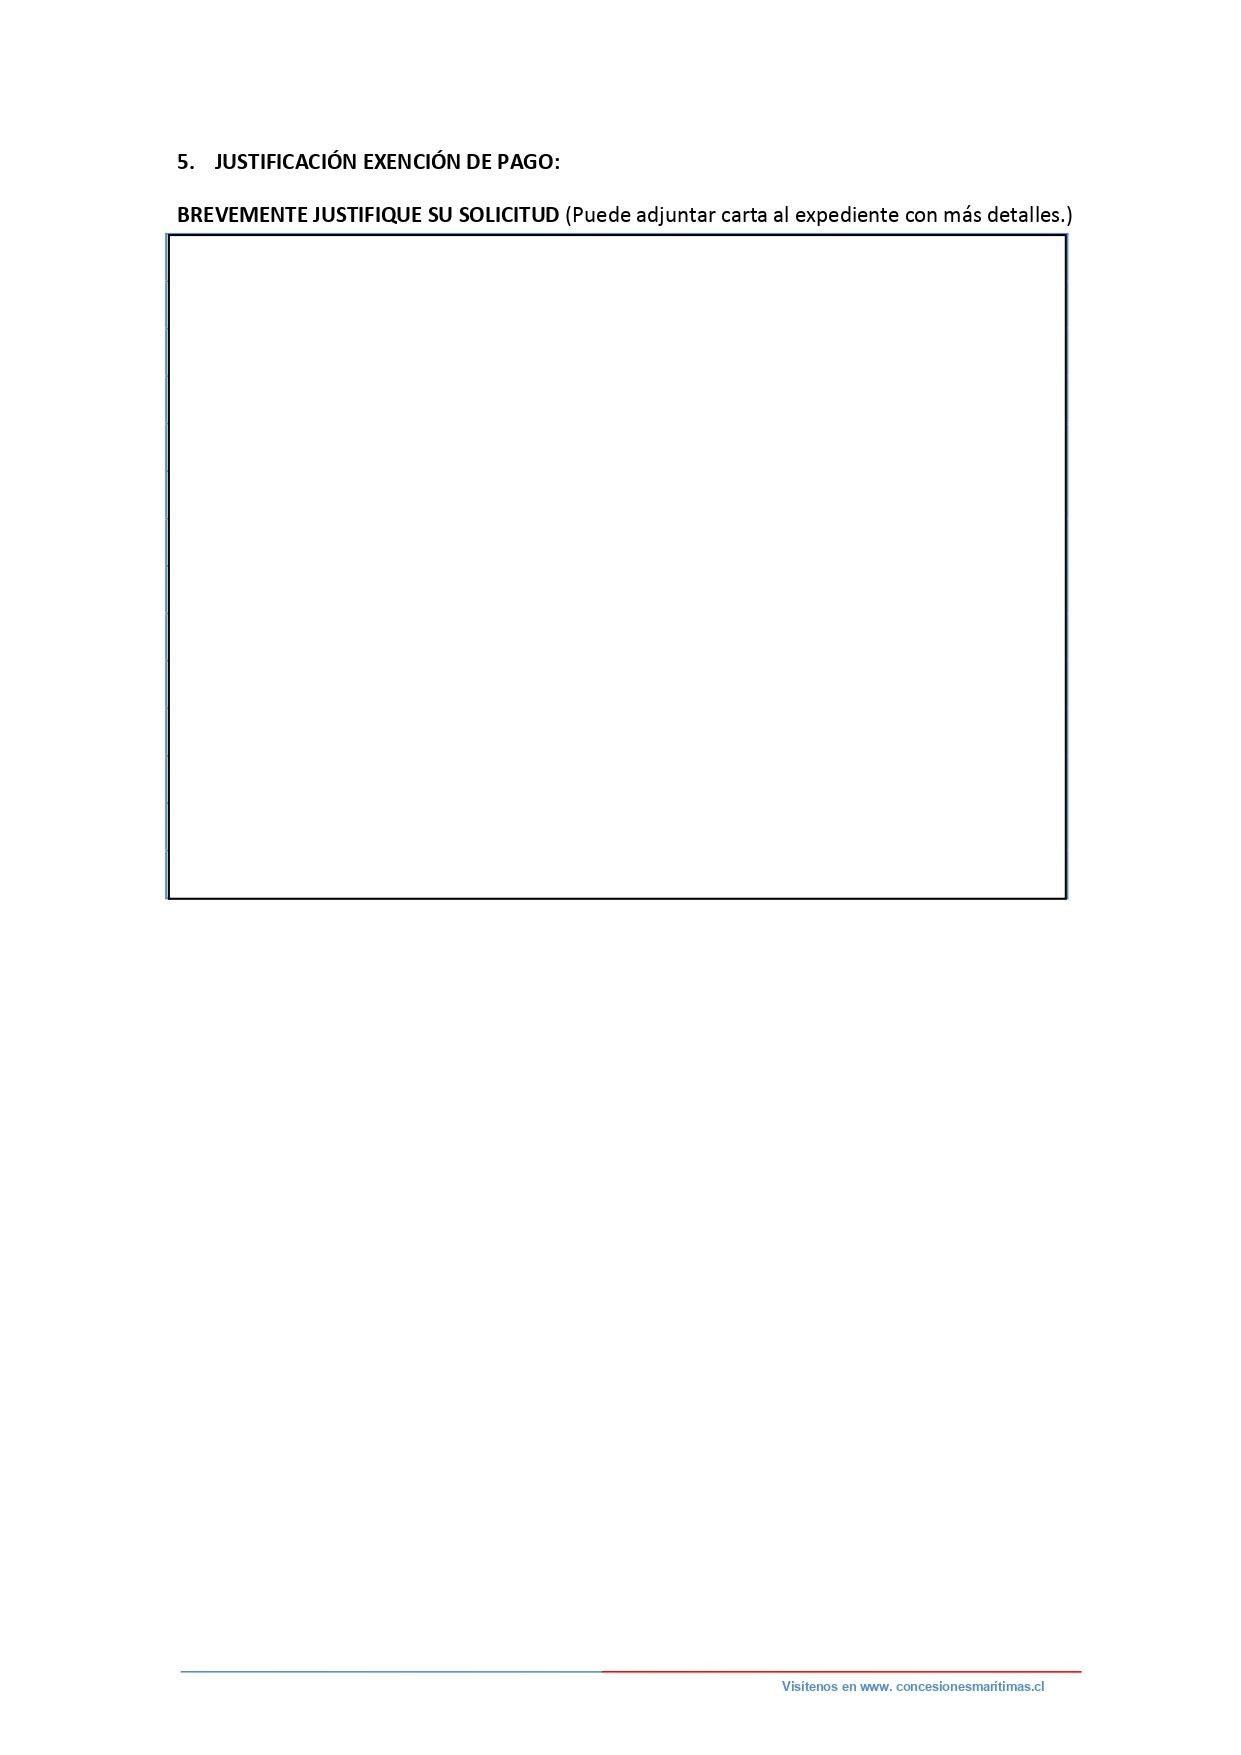 5. JUSTIFICACIÓN EXENCIÓN DE PAGO:
BREVEMENTE JUSTIFIQUE SU SOLICITUD (Puede adjuntar carta al expediente con más detalles.)
Visítenos en www. concesionesmaritimas.cl